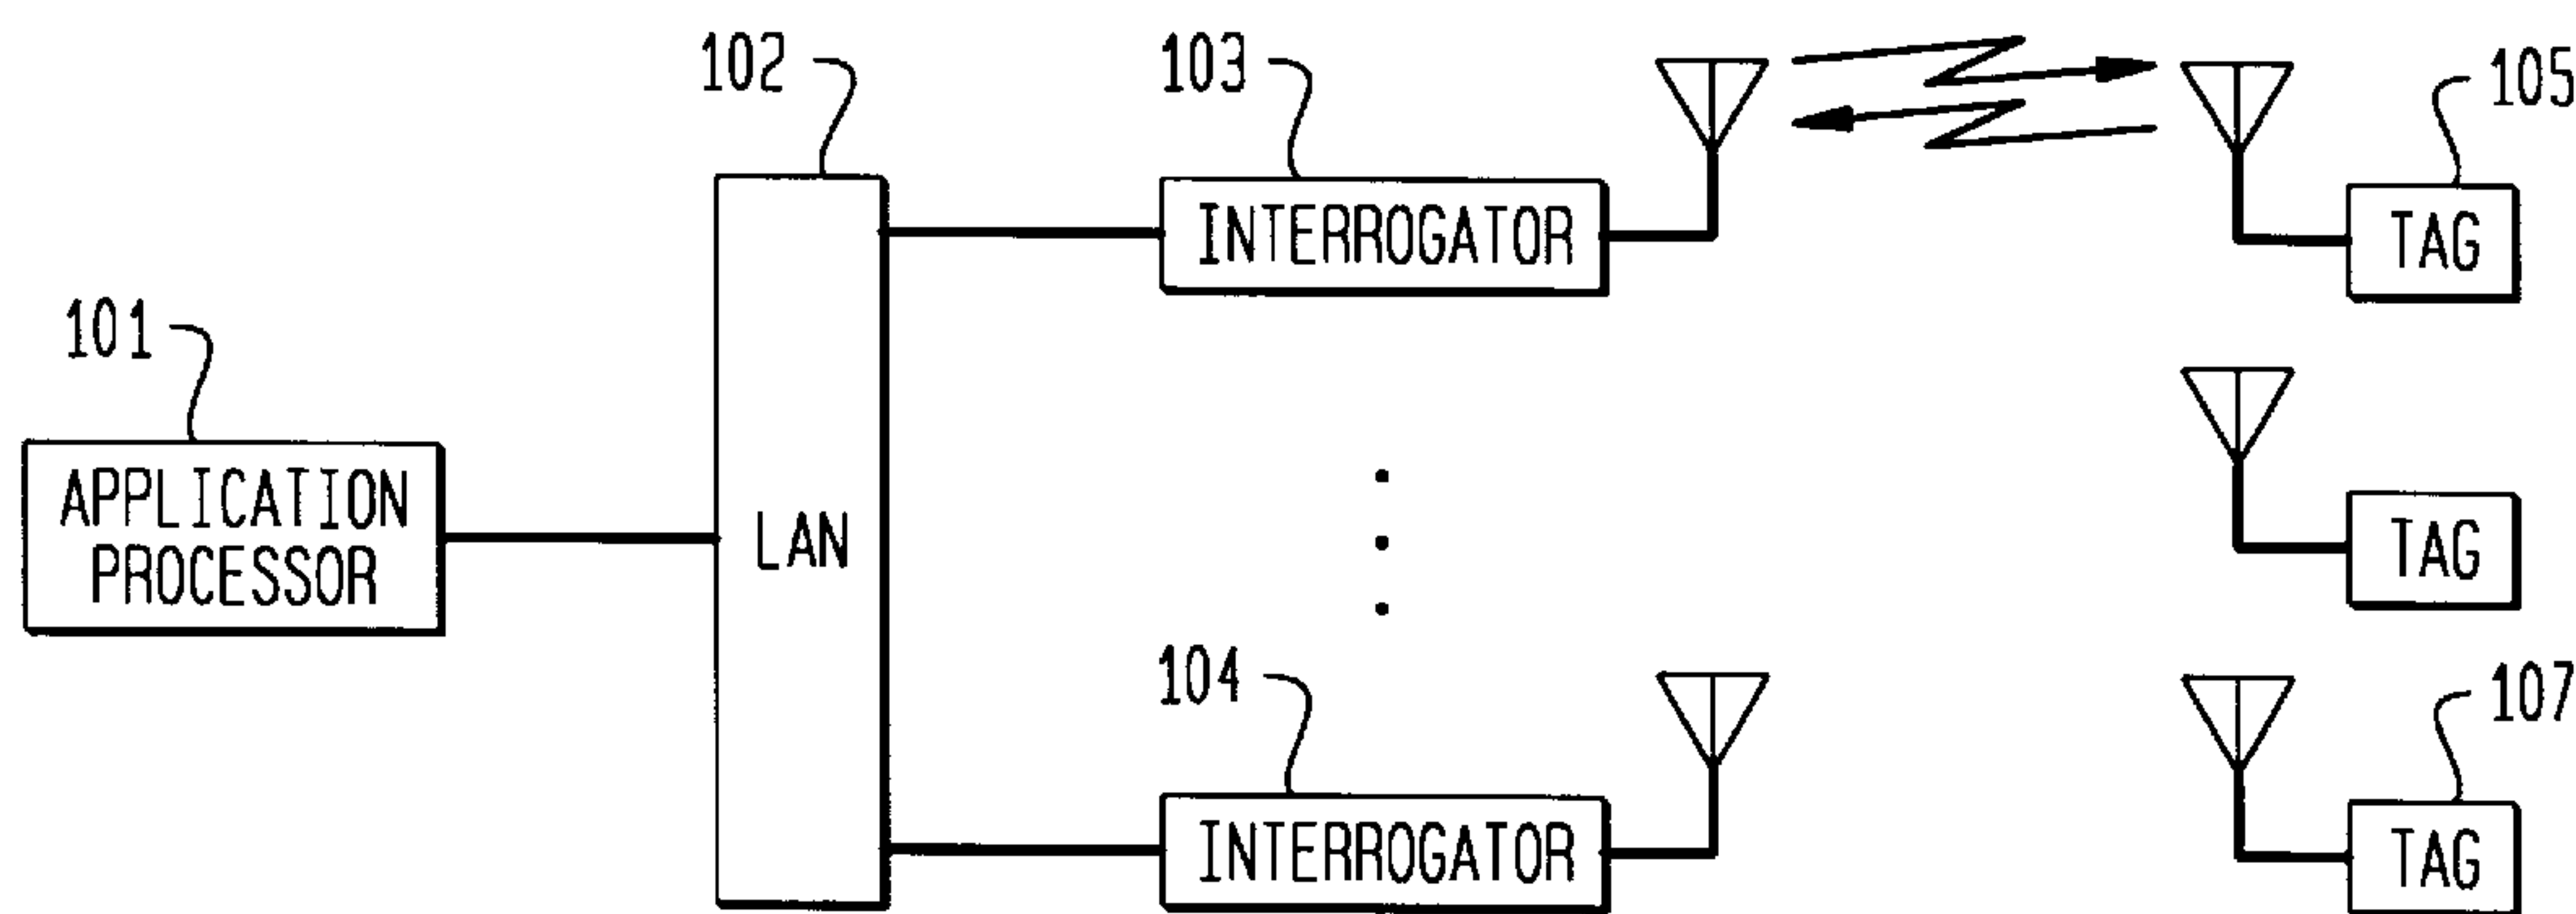 102
103
105
INTERROGATOR
TAG
101
APPLICATION
PROCESSOR
LAN
TAG
104
107
INTERROGATOR
TAG